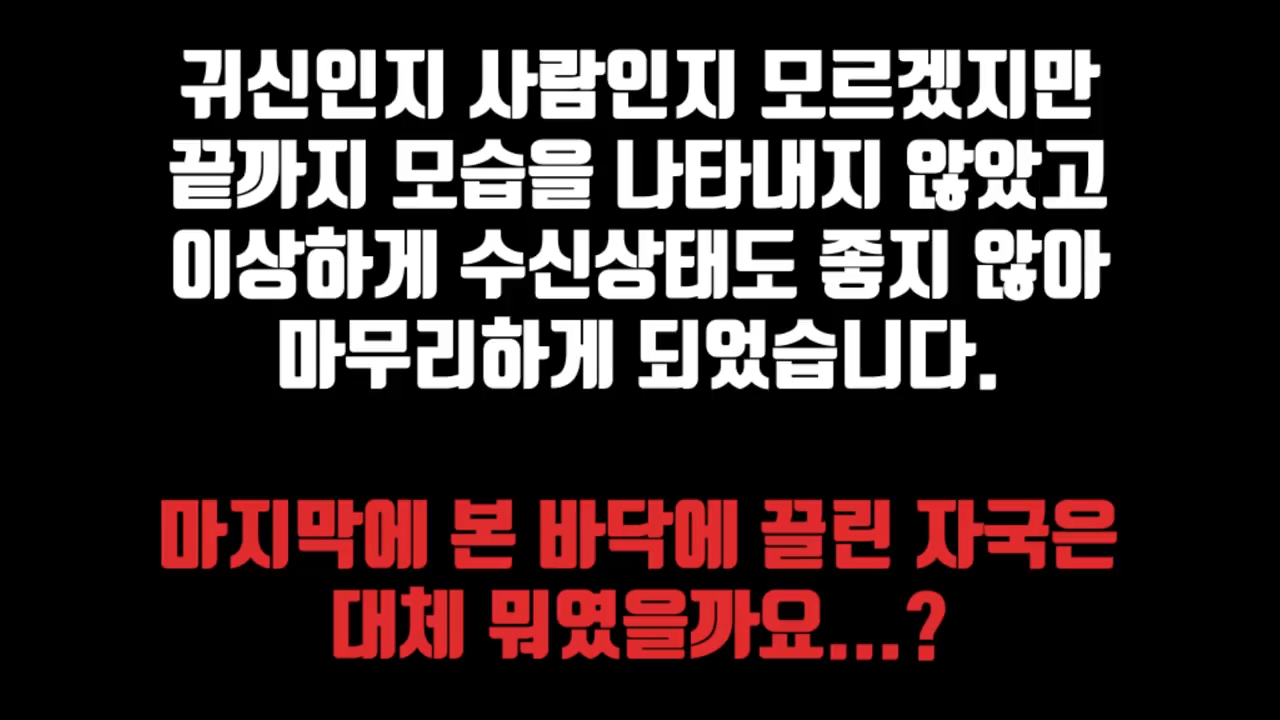 귀신인지 사람인지 모르겠지만
끝까지 모습을 나타내지 않았고
이상하게 수신상태도 좋지 않아
마무리하게 되었습니다.
마지막에 본 바닥에 끌린 자국은
대체 뭐였을까요...?